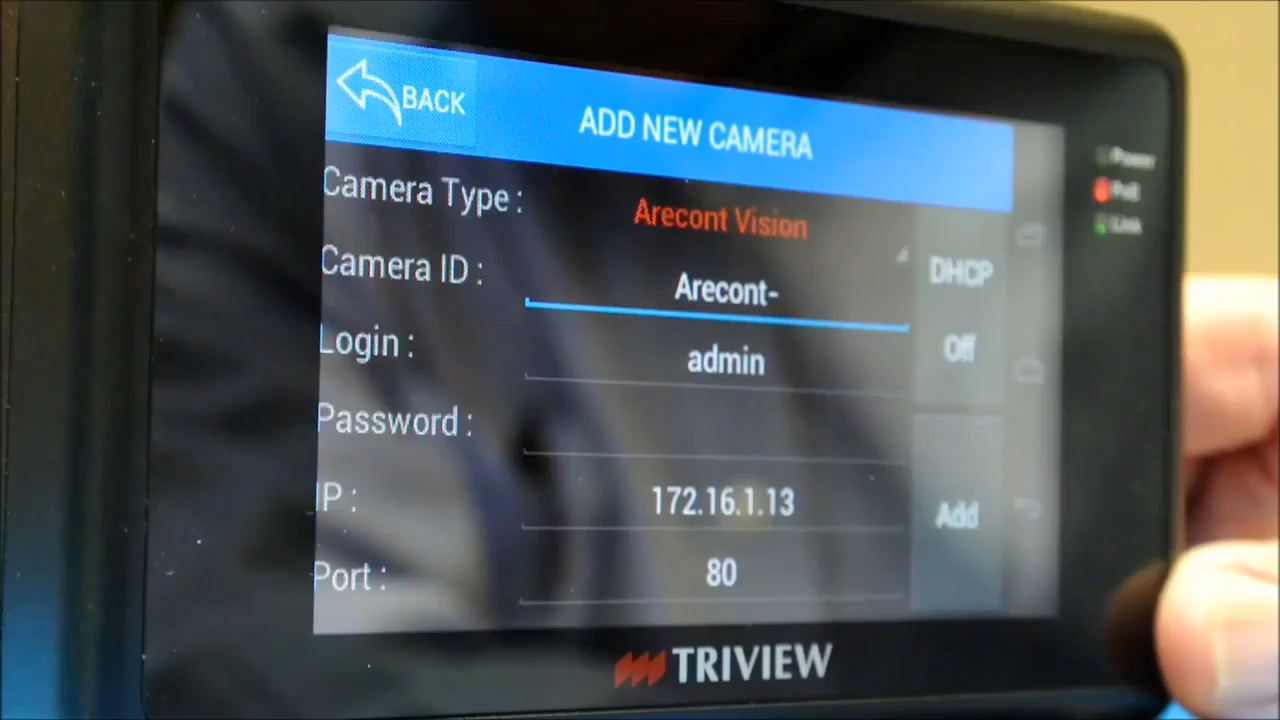 BACK
ADD NEW CAMERA
Camera Type : Arecont Vision
Camera ID : Arecont-
DHCP
Off
Login : admin
Password :
IP : 172.16.1.13
Add
Port : 80
TRIVIEW
Power
PoE
Link